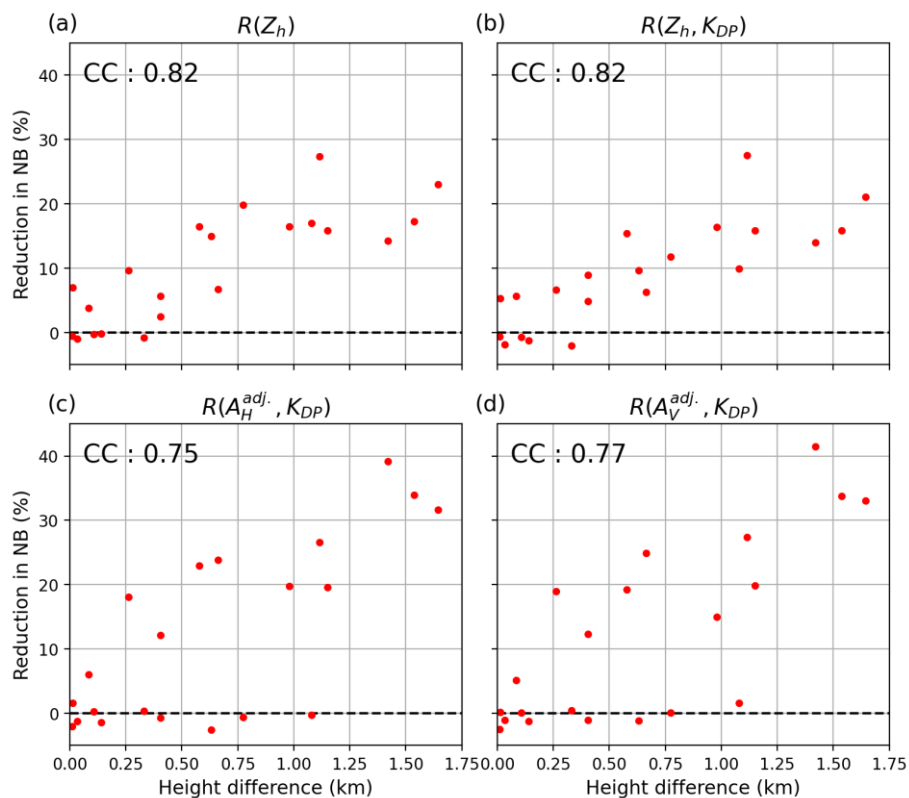 (a) R(Z_h)
(b) R(Z_h, K_DP)
CC : 0.82
CC : 0.82
40
30
20
10
0
Reduction in NB (%)
(c) R(A_H^adj., K_DP)
(d) R(A_V^adj., K_DP)
CC : 0.75
CC : 0.77
40
30
20
10
0
Reduction in NB (%)
0.00 0.25 0.50 0.75 1.00 1.25 1.50 1.75
0.00 0.25 0.50 0.75 1.00 1.25 1.50 1.75
Height difference (km)
Height difference (km)